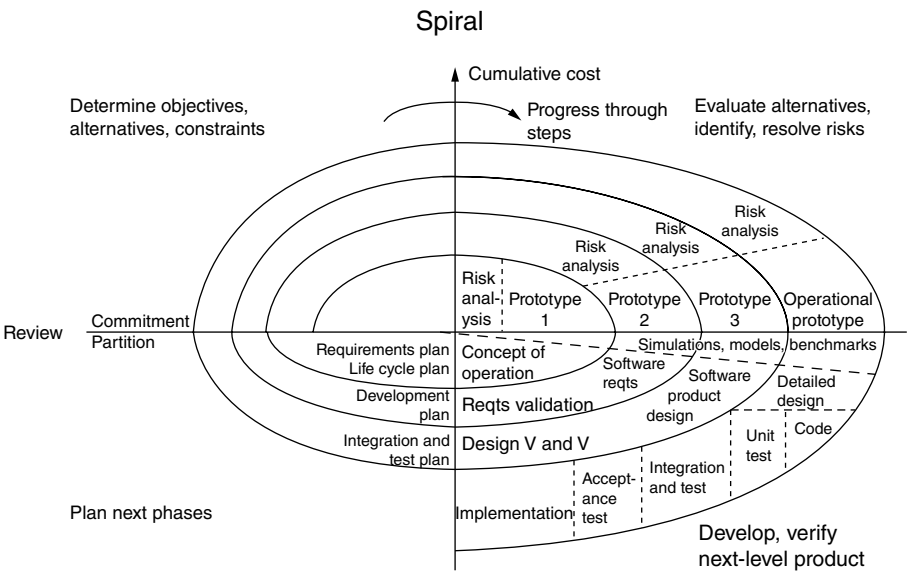 Spiral
Cumulative cost
Determine objectives,
alternatives, constraints
Progress through
steps
Evaluate alternatives,
identify, resolve risks
Risk
analysis
Risk
analysis
Risk
analysis
Risk
anal-
ysis
Prototype
1
Prototype
2
Prototype
3
Operational
prototype
Review
Commitment
Partition
Requirements plan
Life cycle plan
Concept of
operation
Simulations, models, benchmarks
Software
reqts
Software
product
design
Detailed
design
Development
plan
Reqts validation
Integration and
test plan
Design V and V
Unit
test
Code
Integration
and test
Accept-
ance
test
Implementation
Plan next phases
Develop, verify
next-level product